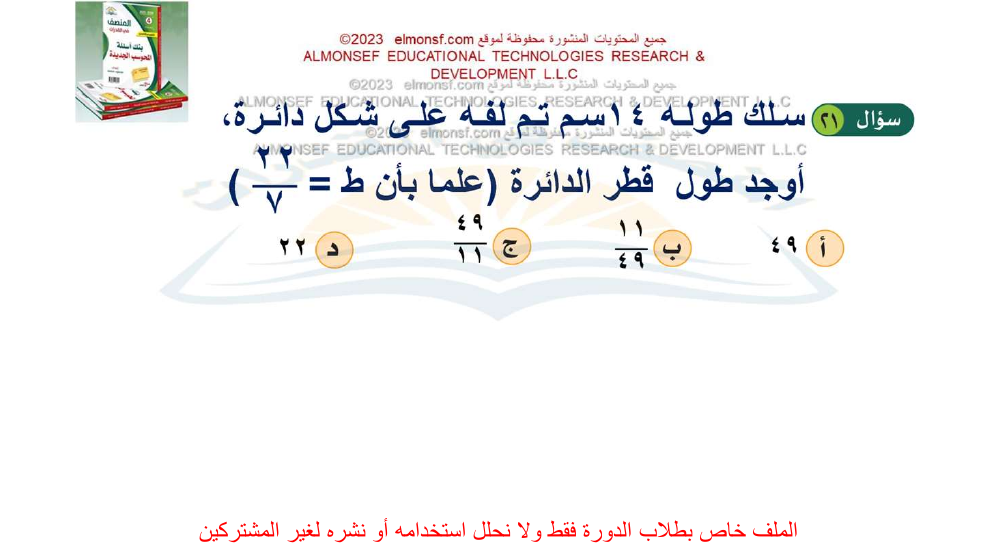 المنصف
في القدرات
بنك أسئلة
المحوسب الجديدة
جميع المحتويات المنشورة محفوظة لموقع elmonsf.com ©2023
ALMONSEF EDUCATIONAL TECHNOLOGIES RESEARCH &
DEVELOPMENT L.L.C
جميع المحتويات المنشورة محفوظة لموقع elmonsf.com ©2023
ALMONSEF EDUCATIONAL TECHNOLOGIES RESEARCH & DEVELOPMENT L.L.C
سؤال ٢١ سلك طوله ١٤ سم تم لفه على شكل دائرة،
جميع المحتويات المنشورة محفوظة لموقع elmonsf.com ©2023
ALMONSEF EDUCATIONAL TECHNOLOGIES RESEARCH & DEVELOPMENT L.L.C
أوجد طول قطر الدائرة (علما بأن ط = ٢٢/٧ )
أ ٤٩ ب ١١/٤٩ ج ٤٩/١١ د ٢٢
الملف خاص بطلاب الدورة فقط ولا نحلل استخدامه أو نشره لغير المشتركين